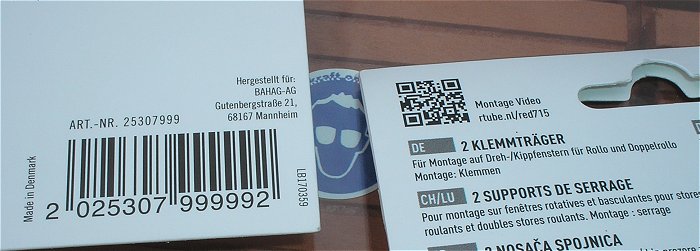 Hergestellt für:
BAHAG-AG
Gutenbergstraße 21,
68167 Mannheim
ART.-NR. 25307999
2 025307 999992
Made in Denmark
LB170359
Montage Video
rtube.nl/red715
DE 2 KLEMMTRÄGER
Für Montage auf Dreh-/Kippfenstern für Rollo und Doppelrollo
Montage: Klemmen
CH/LU 2 SUPPORTS DE SERRAGE
Pour montage sur fenêtres rotatives et basculantes pour stores
roulants et doubles stores roulants. Montage : serrage
2 NOSAČA SPOJNICA